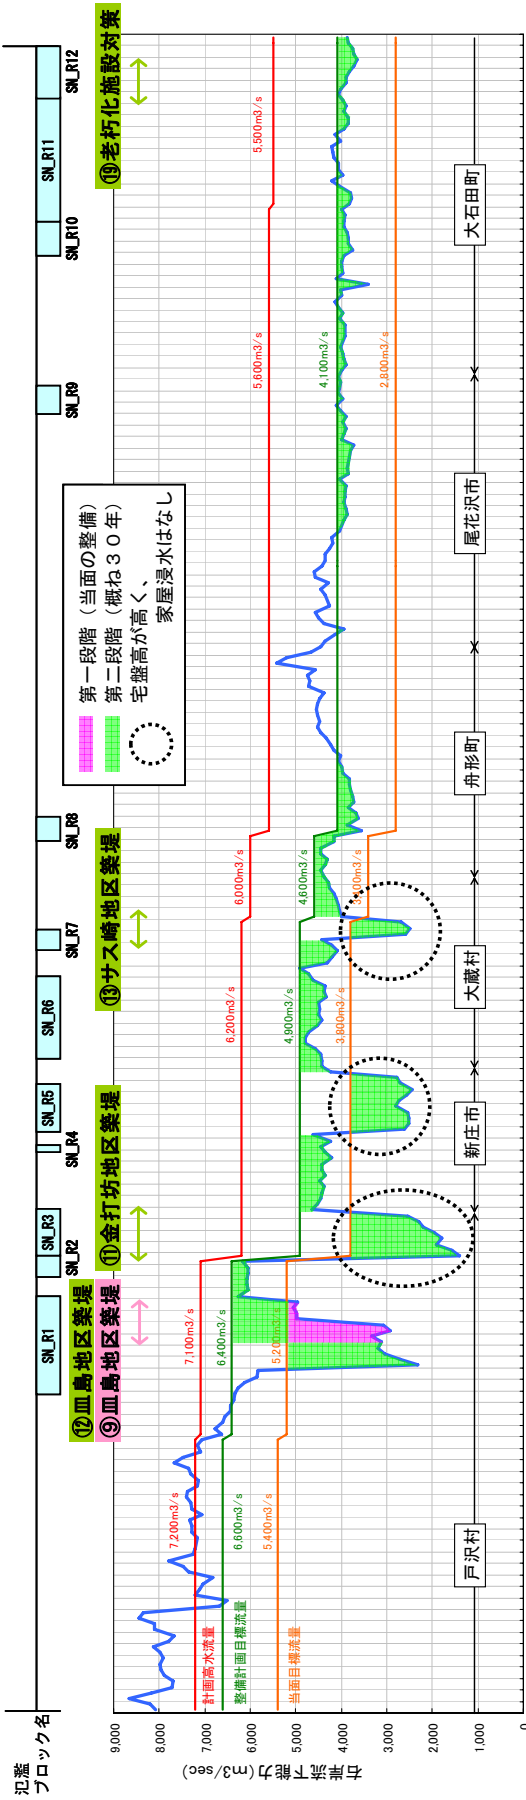 氾濫
ブロック名
SN_R1
SN_R2
SN_R3
SN_R4
SN_R5
SN_R6
SN_R7
SN_R8
SN_R9
SN_R10
SN_R11
SN_R12
⑫皿島地区築堤
⑨皿島地区築堤
⑪金打坊地区築堤
⑬サス崎地区築堤
⑲老朽化施設対策
第一段階（当面の整備）
第二段階（概ね３０年）
宅盤高が高く、
家屋浸水はなし
右岸流下能力(m3/sec)
9,000
8,000
7,000
6,000
5,000
4,000
3,000
2,000
1,000
0
7,200m3/s
7,100m3/s
6,200m3/s
6,000m3/s
5,600m3/s
5,500m3/s
計画高水流量
6,600m3/s
6,400m3/s
4,900m3/s
4,600m3/s
4,100m3/s
整備計画目標流量
5,400m3/s
5,200m3/s
3,800m3/s
3,400m3/s
2,800m3/s
当面目標流量
戸沢村
新庄市
大蔵村
舟形町
尾花沢市
大石田町